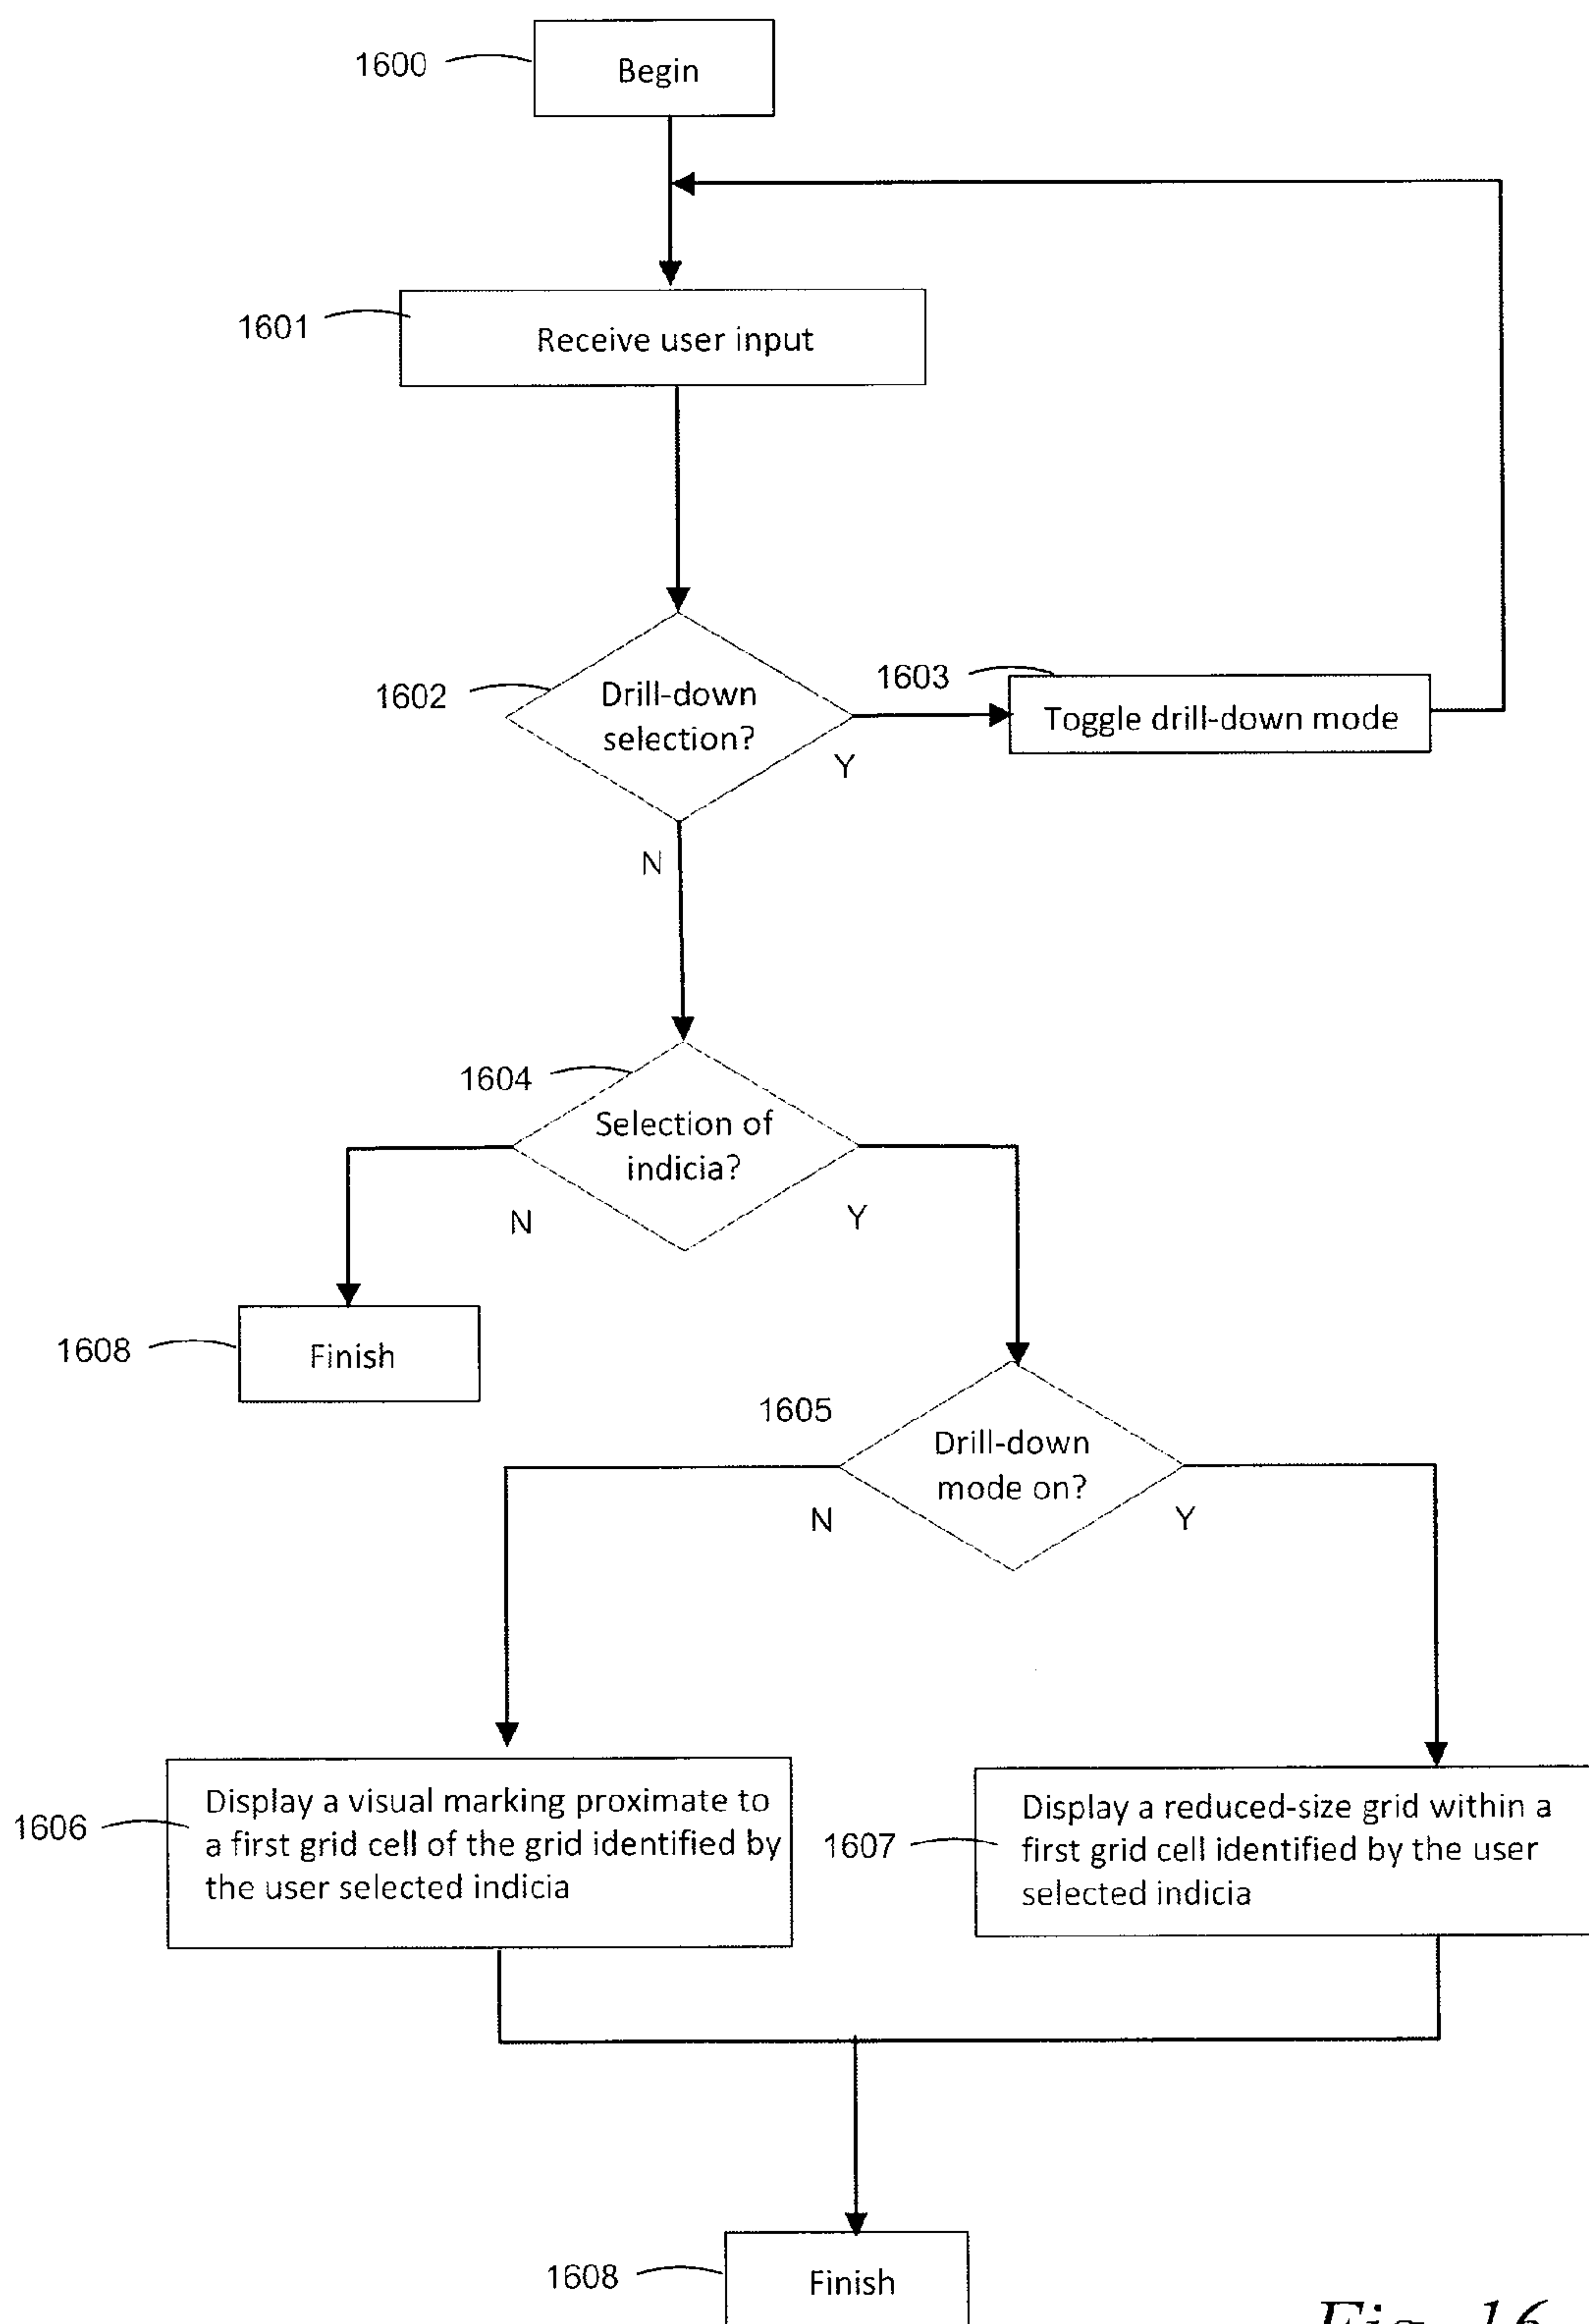 1600
Begin
1601
Receive user input
1602
Drill-down
selection?
Y
1603
Toggle drill-down mode
N
1604
Selection of
indicia?
N
Y
1608
Finish
1605
Drill-down
mode on?
N
Y
1606
Display a visual marking proximate to
a first grid cell of the grid identified by
the user selected indicia
1607
Display a reduced-size grid within a
first grid cell identified by the user
selected indicia
1608
Finish
Fig. 16